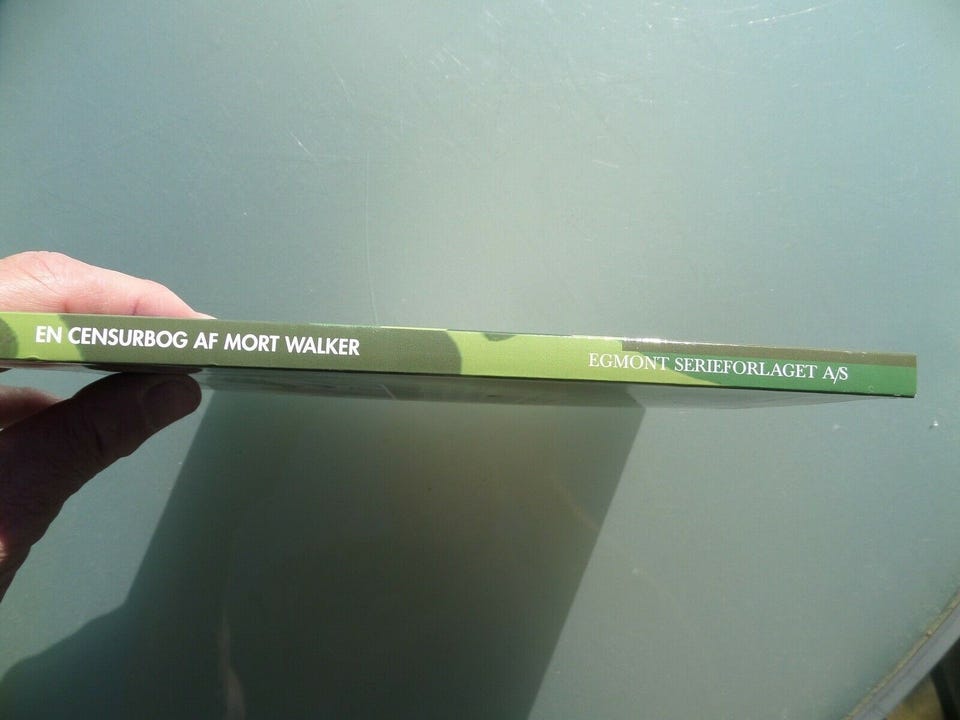 EN CENSURBOG AF MORT WALKER
EGMONT SERIEFORLAGET A/S